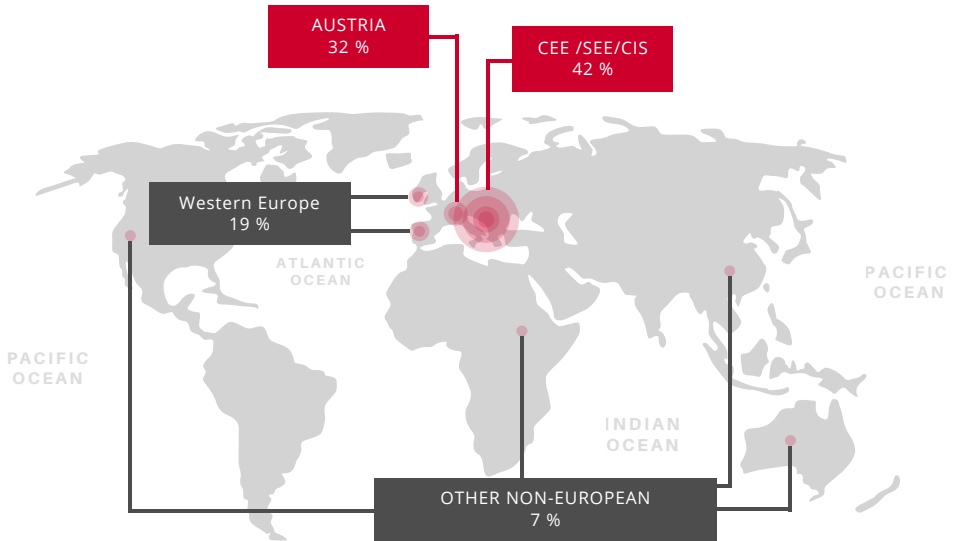 AUSTRIA
32 %
CEE /SEE/CIS
42 %
Western Europe
19 %
ATLANTIC
OCEAN
PACIFIC
OCEAN
PACIFIC
OCEAN
INDIAN
OCEAN
OTHER NON-EUROPEAN
7 %